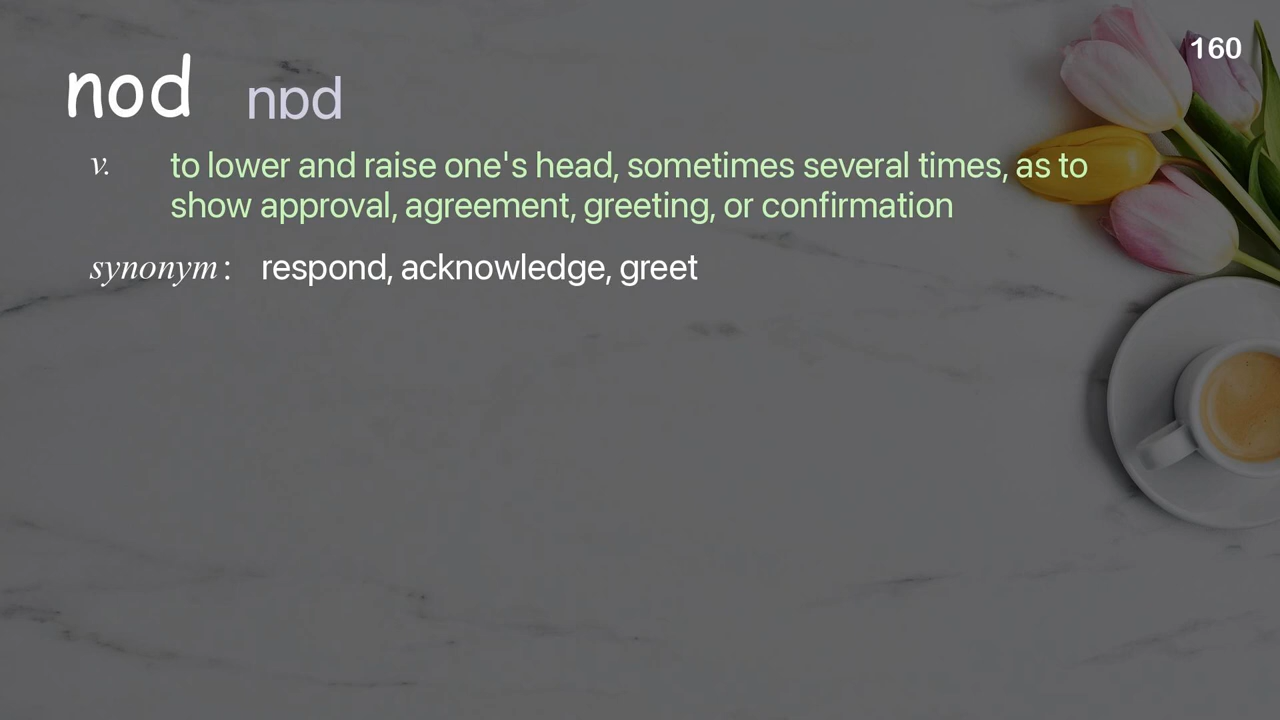 160
nod nɒd
v. to lower and raise one's head, sometimes several times, as to
show approval, agreement, greeting, or confirmation
synonym: respond, acknowledge, greet